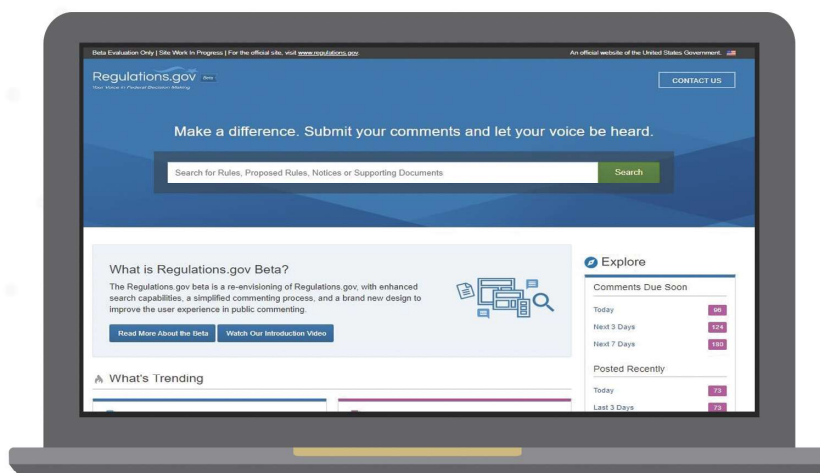 Beta Evaluation Only | Site Work In Progress | For the official site, visit www.regulations.gov.
An official website of the United States Government.
Regulations.gov Beta
Your Voice in Federal Decision Making
CONTACT US
Make a difference. Submit your comments and let your voice be heard.
Search for Rules, Proposed Rules, Notices or Supporting Documents
Search
What is Regulations.gov Beta?
The Regulations.gov beta is a re-envisioning of Regulations.gov, with enhanced
search capabilities, a simplified commenting process, and a brand new design to
improve the user experience in public commenting.
Read More About the Beta
Watch Our Introduction Video
What's Trending
Explore
Comments Due Soon
Today 96
Next 3 Days 124
Next 7 Days 190
Posted Recently
Today 73
Last 3 Days 73